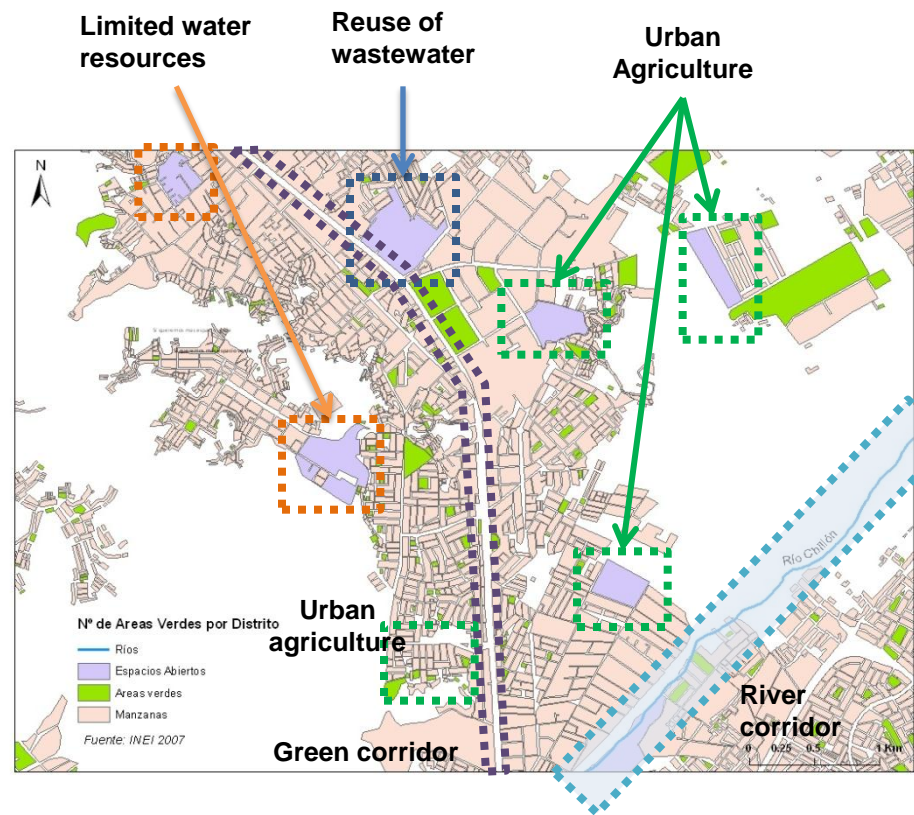 Limited water
resources
Reuse of
wastewater
Urban
Agriculture
N
Río Chillón
Urban
agriculture
N° de Areas Verdes por Distrito
Ríos
Espacios Abiertos
Areas verdes
Manzanas
Fuente: INEI 2007
Green corridor
River
corridor
0 0.25 0.5 1 Km